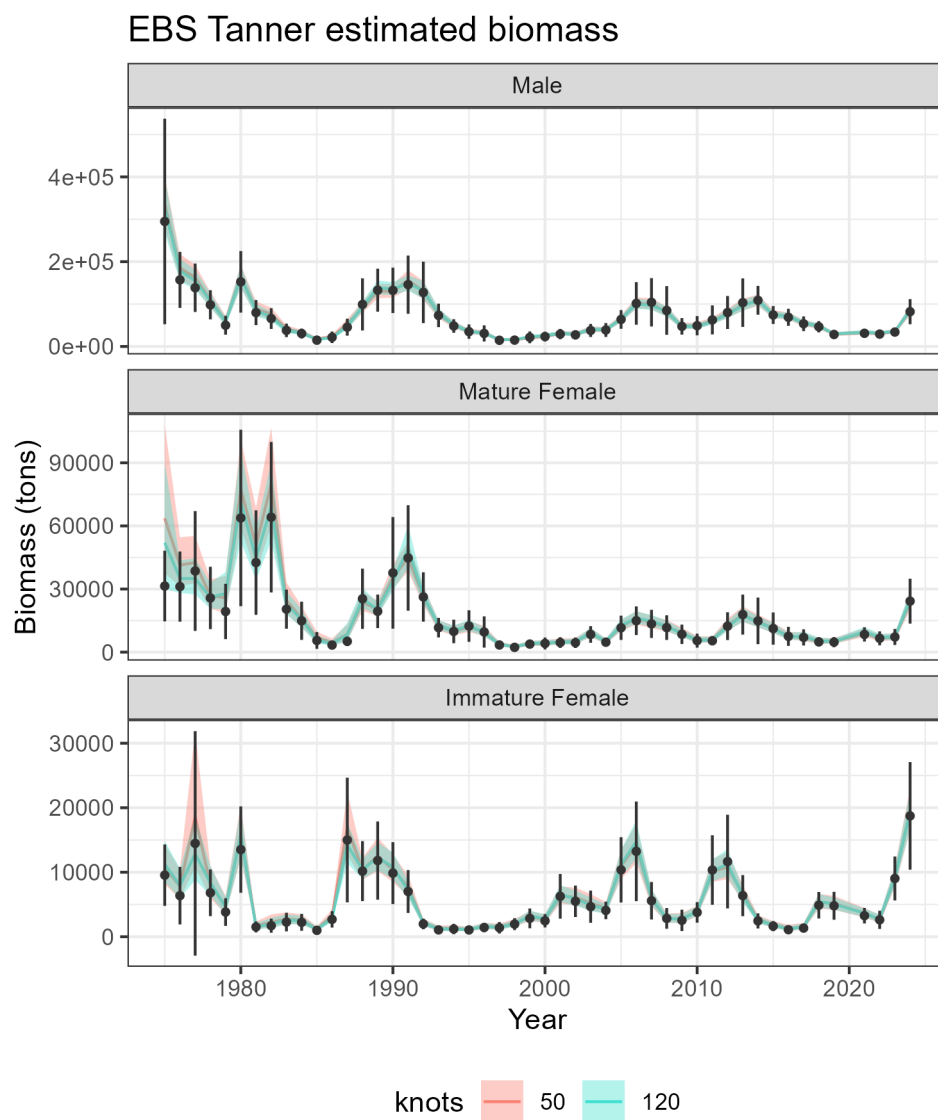 EBS Tanner estimated biomass
Male
4e+05
2e+05
0e+00
Mature Female
90000
60000
30000
0
Immature Female
30000
20000
10000
0
Biomass (tons)
1980 1990 2000 2010 2020
Year
knots 50 120